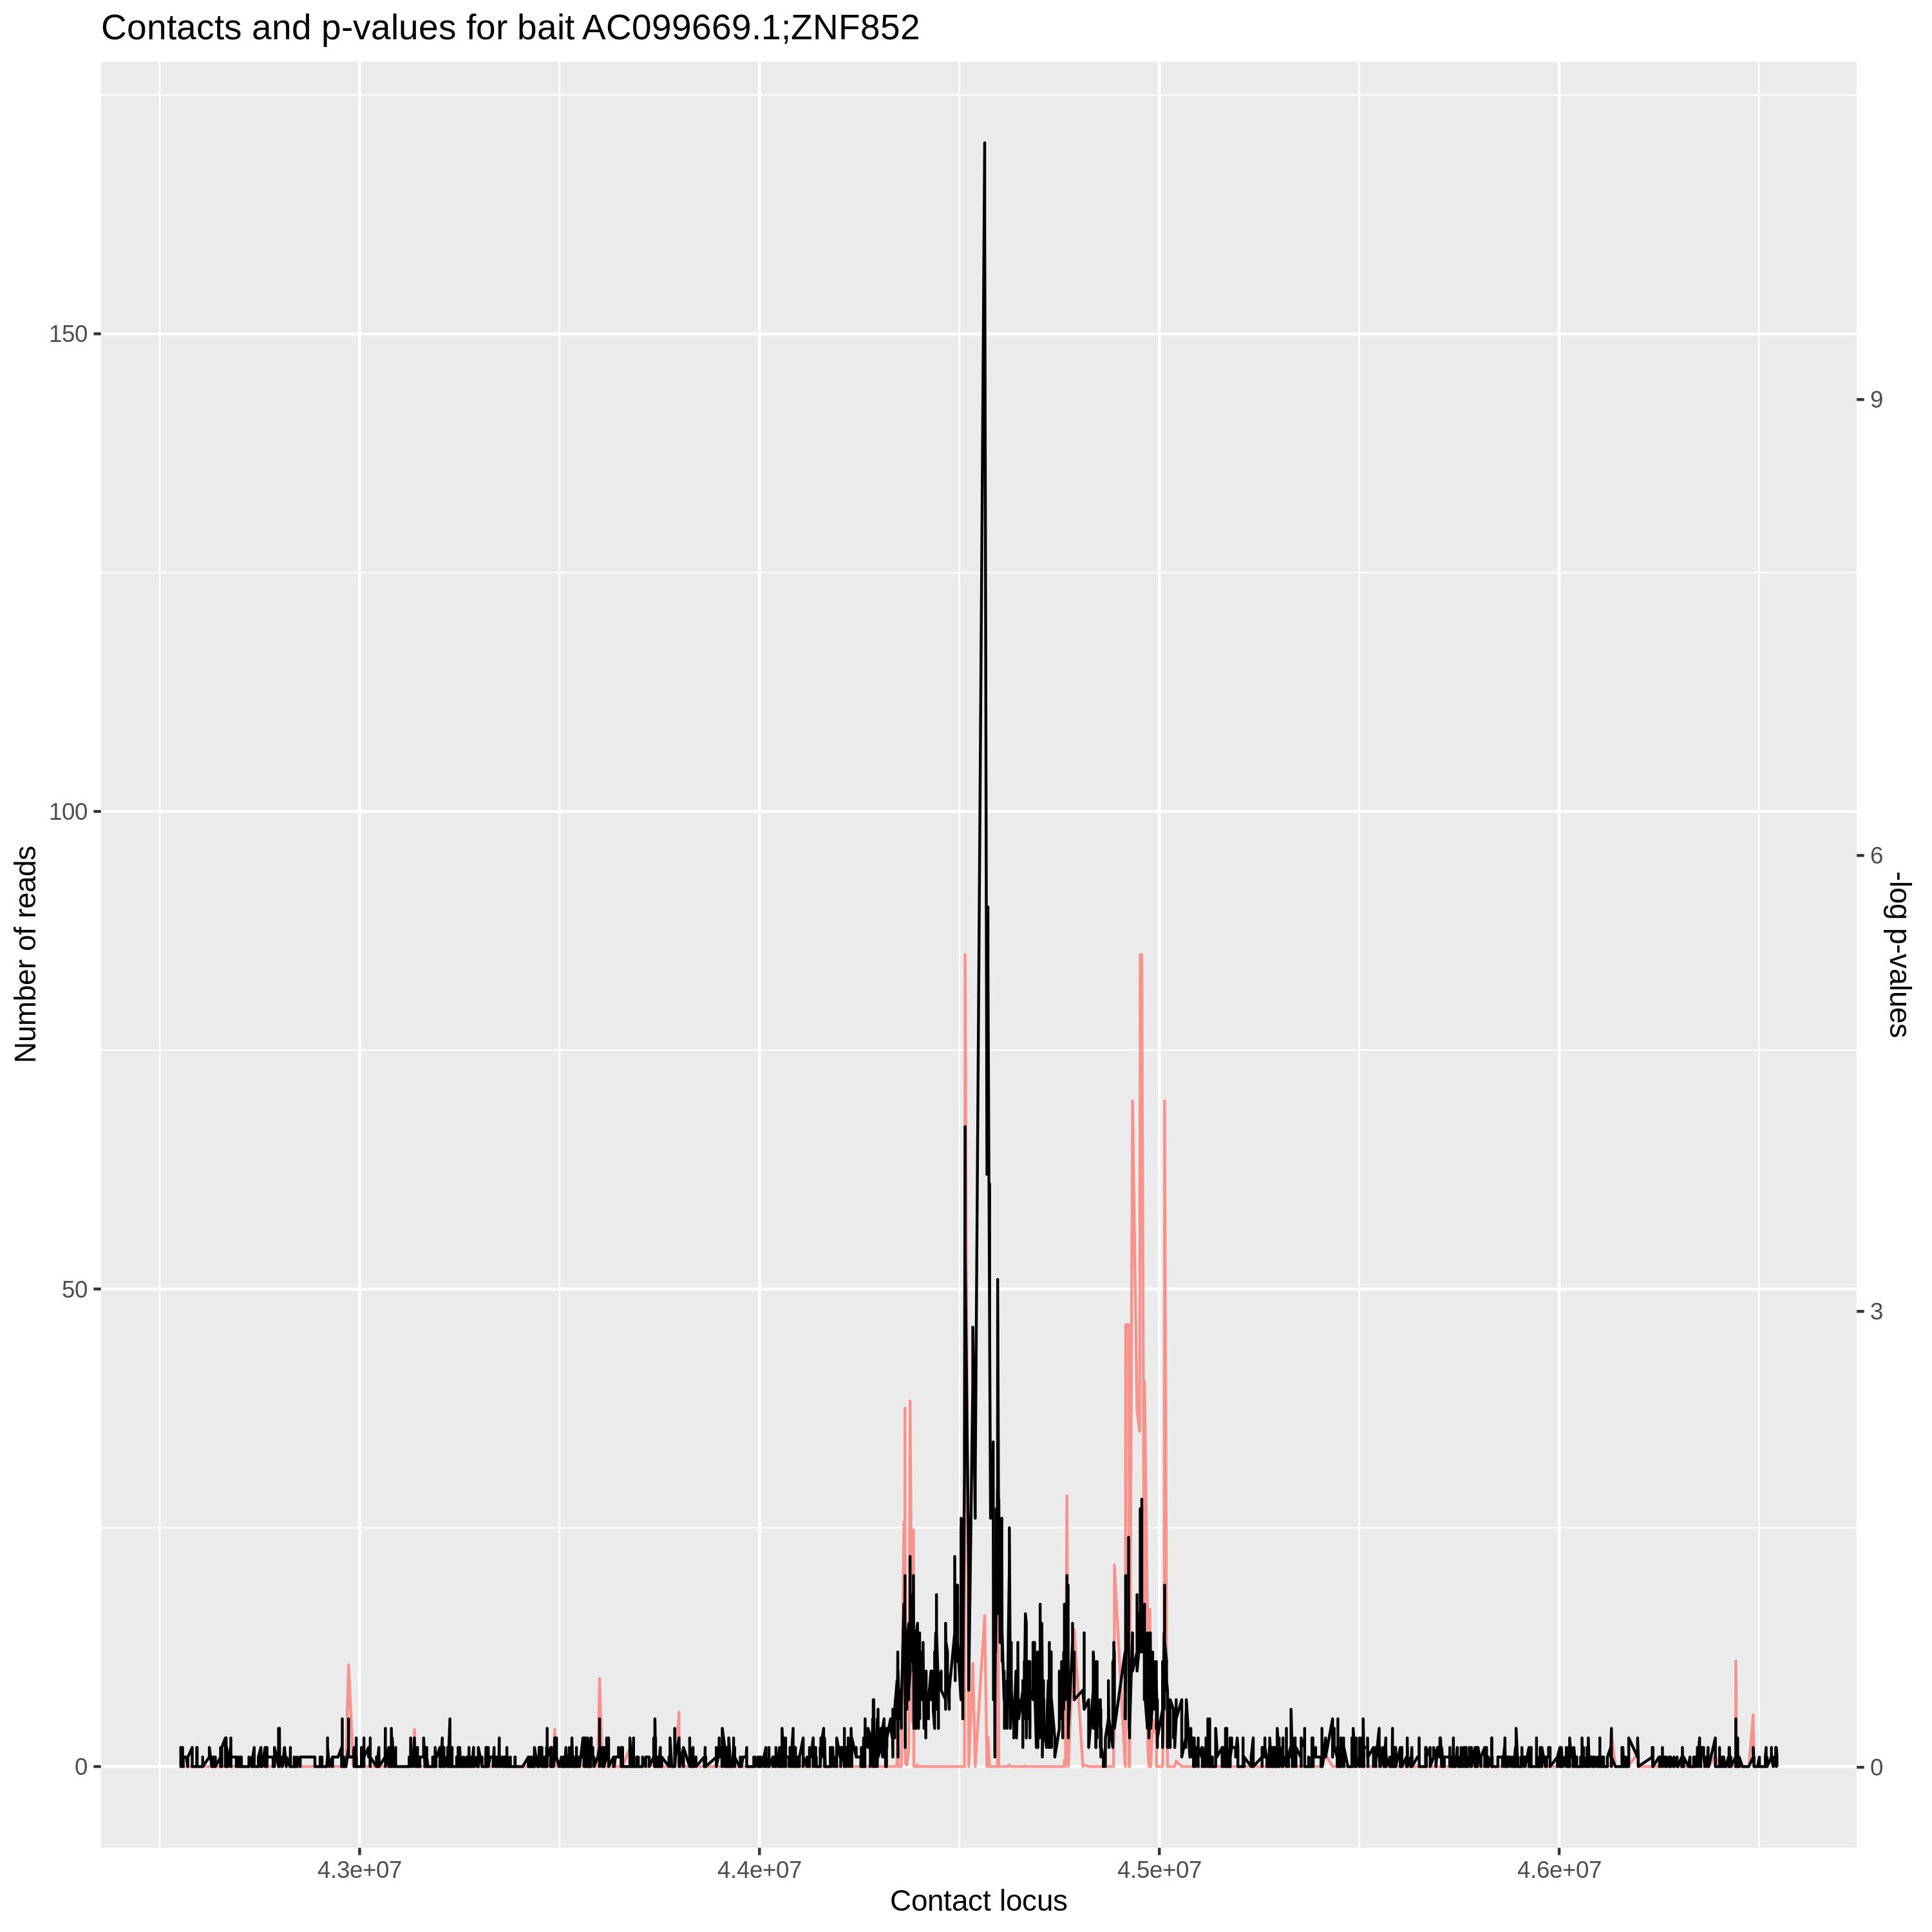 Contacts and p-values for bait AC099669.1;ZNF852
150
100
50
0
Number of reads
9
6
3
0
-log p-values
4.3e+07
4.4e+07
4.5e+07
4.6e+07
Contact locus